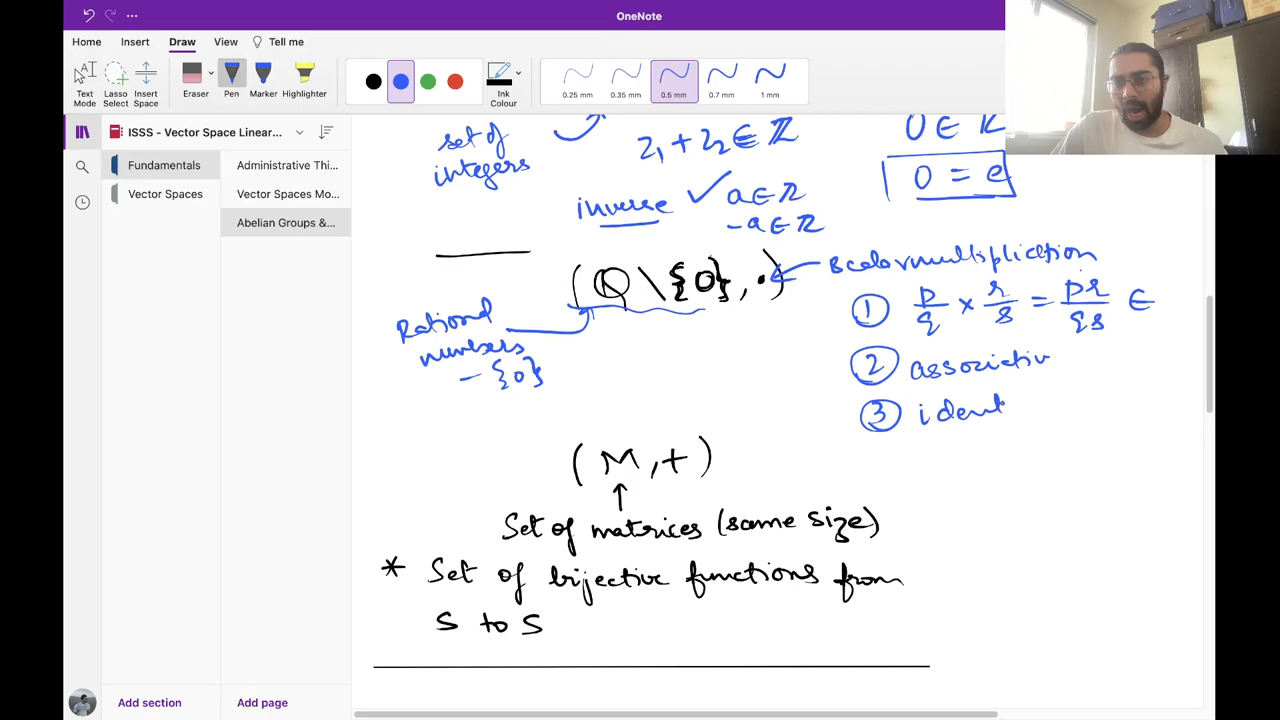 OneNote
Home
Insert
Draw
View
Tell me
Text Mode
Lasso Select
Insert Space
Eraser
Pen
Marker
Highlighter
Ink Colour
0.25 mm
0.35 mm
0.5 mm
0.7 mm
1 mm
ISSS - Vector Space Linear...
Fundamentals
Vector Spaces
Administrative Thi...
Vector Spaces Mo...
Abelian Groups &...
set of
integers
z₁ + z₂ ∈ ℤ
0 ∈ ℤ
0 = e
inverse ✓ a ∈ ℤ
-a ∈ ℤ
(ℚ \ {0}, ·)
scalar multiplication
Rational
numbers
- {0}
① p/q × r/s = pr/qs ∈
② associativ
③ ident
(M, +)
↑
Set of matrices (same size)
* Set of bijective functions from
S to S
Add section
Add page